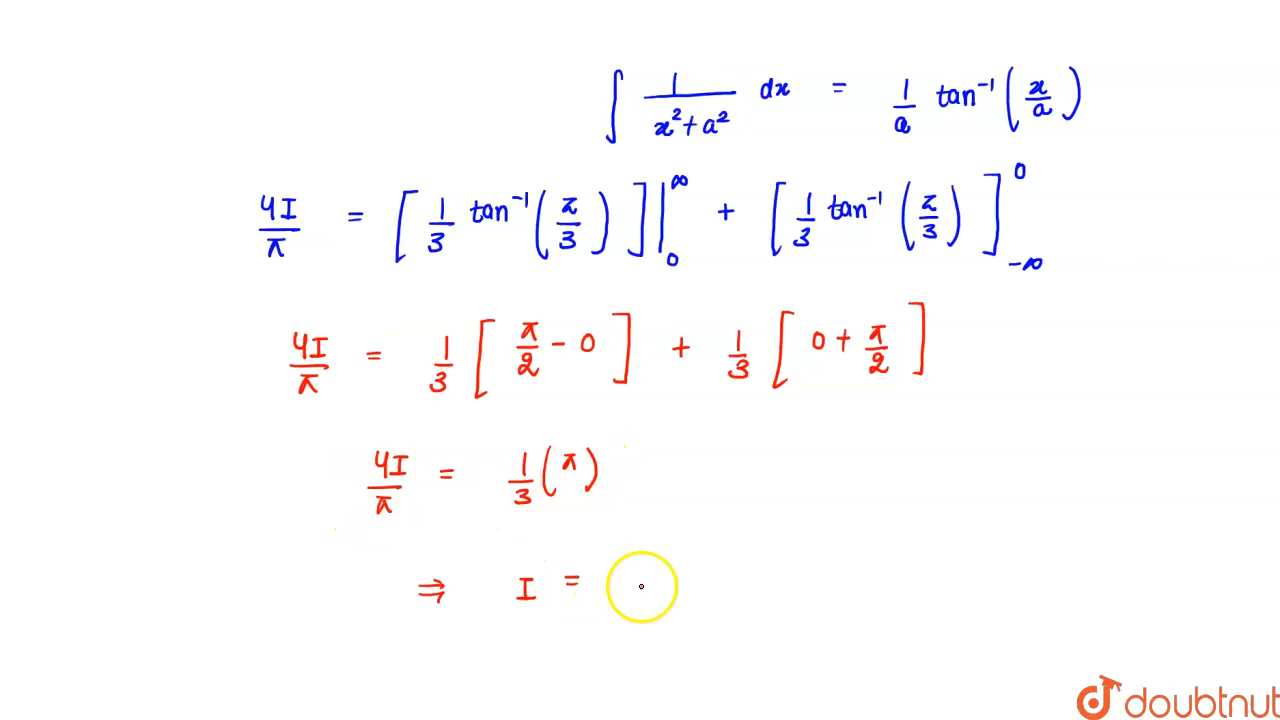 ∫ 1/(x² + a²) dx = 1/a tan⁻¹(x/a)
4I/π = [1/3 tan⁻¹(z/3)]|₀^∞ + [1/3 tan⁻¹(z/3)]₋∞^0
4I/π = 1/3 [π/2 − 0] + 1/3 [0 + π/2]
4I/π = 1/3 (π)
⇒ I =
doubtnut